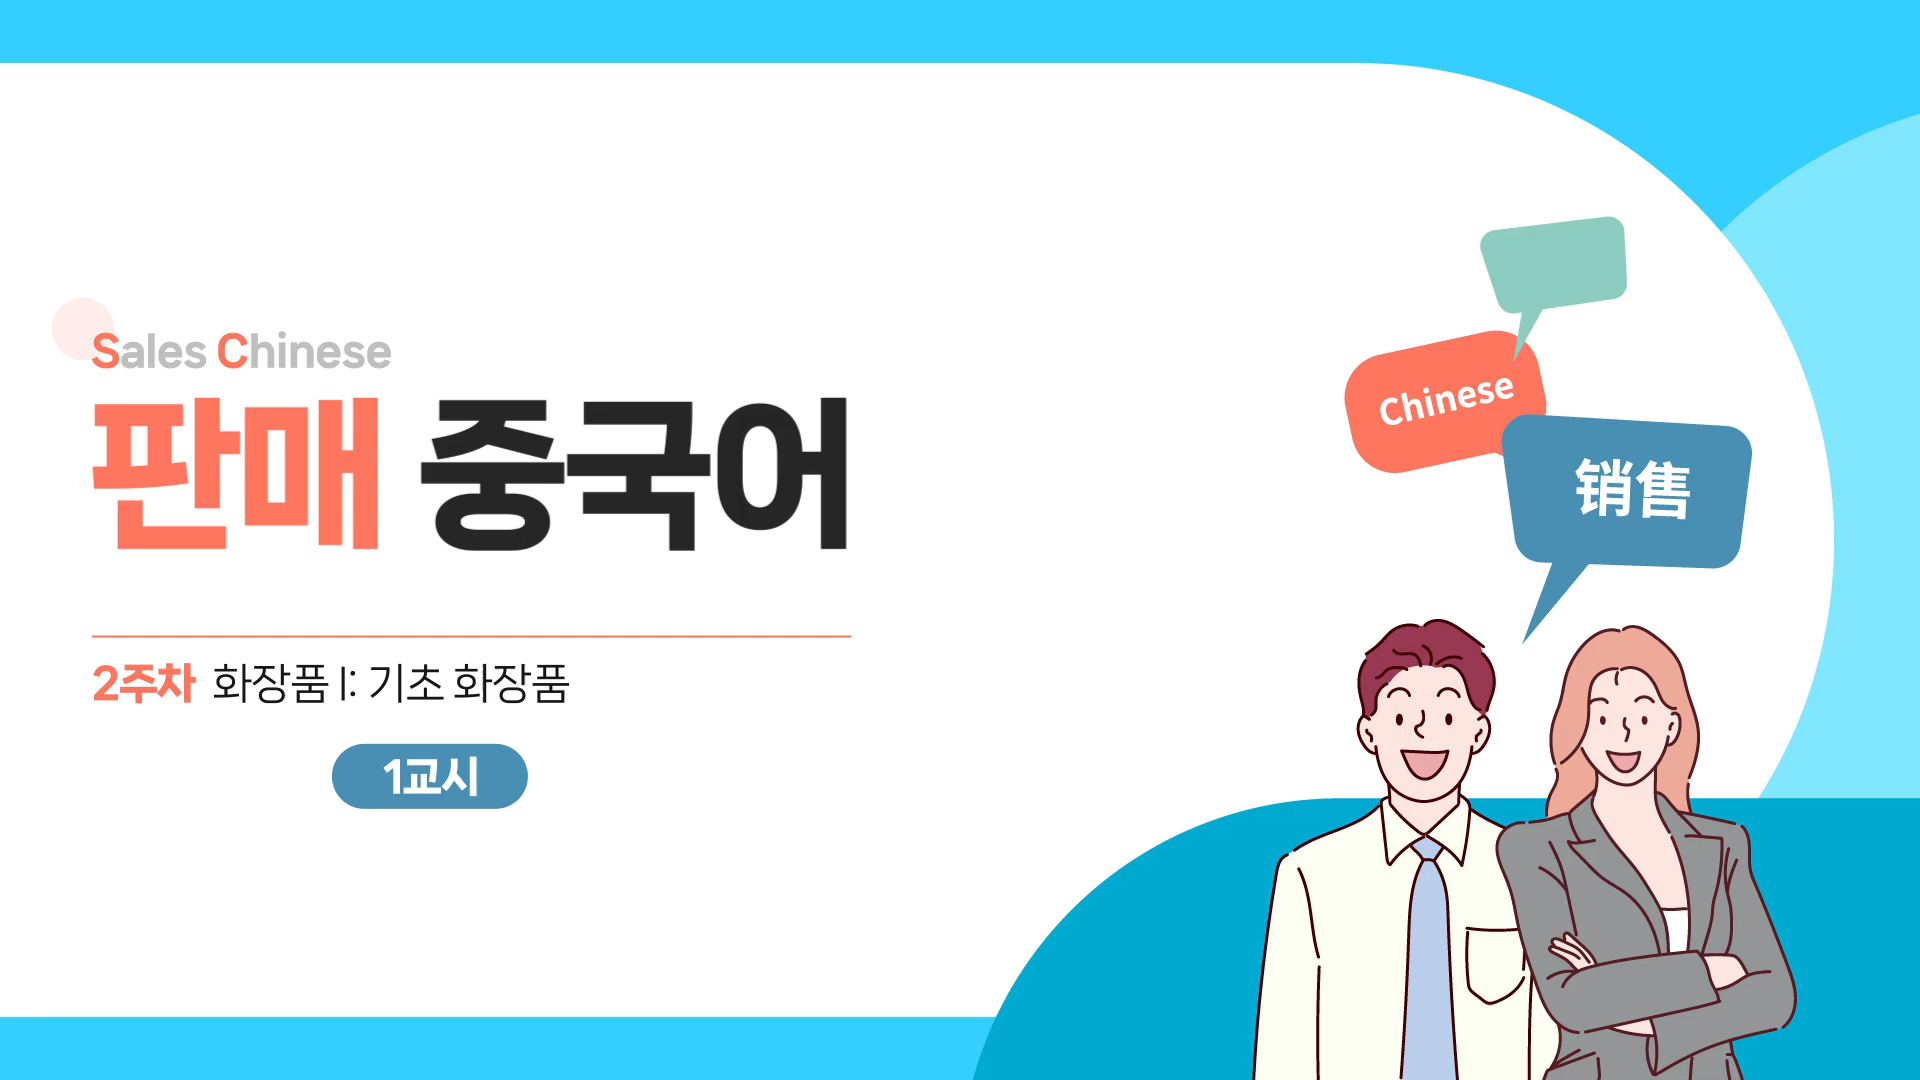 Sales Chinese
판매 중국어
2주차 화장품 I: 기초 화장품
1교시
Chinese
销售